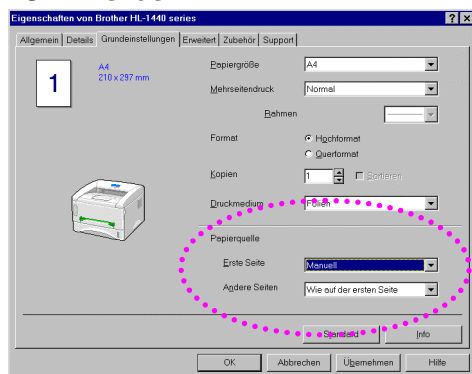 Eigenschaften von Brother HL-1440 series
Allgemein Details Grundeinstellungen Erweitert Zubehör Support
1
A4
210 x 297 mm
Papiergröße A4
Mehrseitendruck Normal
Rahmen
Format Hochformat
Querformat
Kopien 1 Sortieren
Druckmedium Folien
Papierquelle
Erste Seite Manuell
Andere Seiten Wie auf der ersten Seite
Standard Info
OK Abbrechen Übernehmen Hilfe